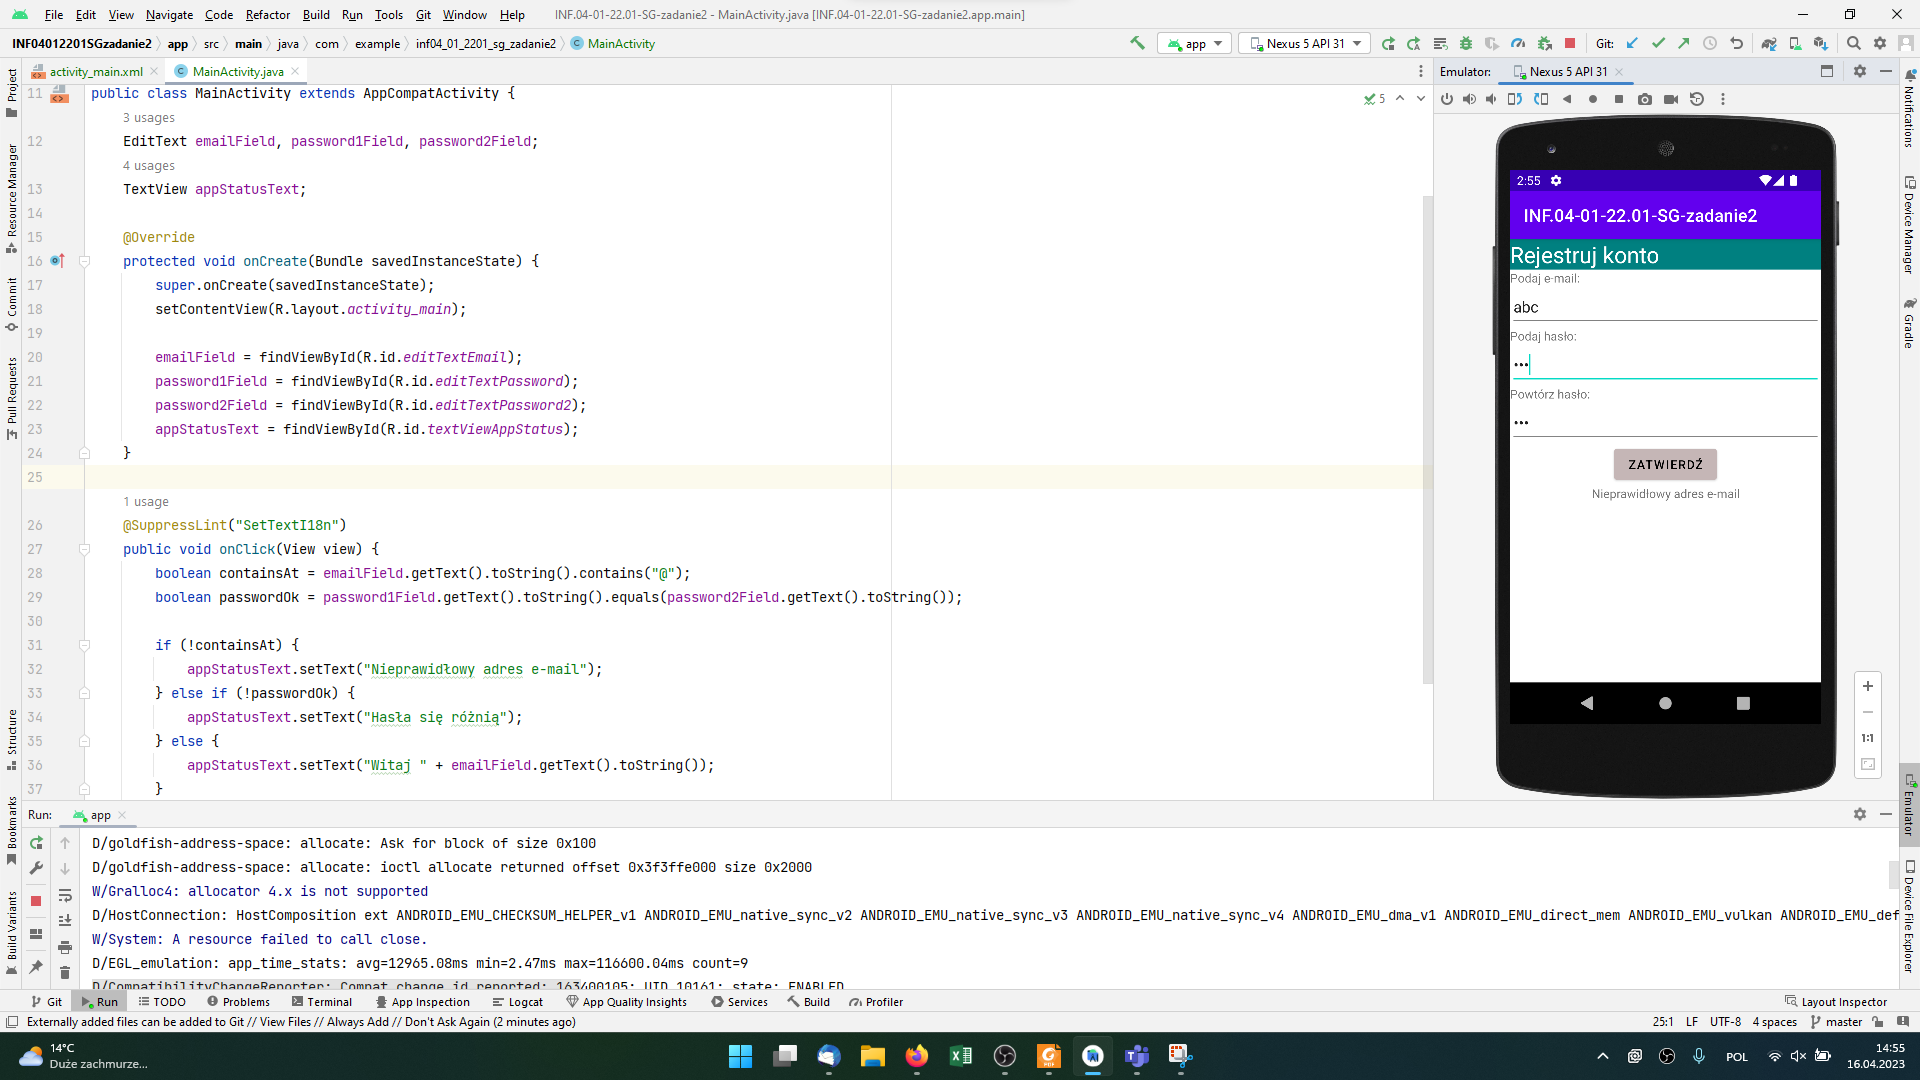 File Edit View Navigate Code Refactor Build Run Tools Git Window Help INF.04-01-22.01-SG-zadanie2 - MainActivity.java [INF.04-01-22.01-SG-zadanie2.app.main]
INF04012201SGzadanie2 app src main java com example inf04_01_2201_sg_zadanie2 MainActivity app Nexus 5 API 31 Git:
activity_main.xml MainActivity.java Emulator: Nexus 5 API 31
11 public class MainActivity extends AppCompatActivity { 5
3 usages
12 EditText emailField, password1Field, password2Field;
4 usages
13 TextView appStatusText;
14
15 @Override
16 protected void onCreate(Bundle savedInstanceState) {
17 super.onCreate(savedInstanceState);
18 setContentView(R.layout.activity_main);
19
20 emailField = findViewById(R.id.editTextEmail);
21 password1Field = findViewById(R.id.editTextPassword);
22 password2Field = findViewById(R.id.editTextPassword2);
23 appStatusText = findViewById(R.id.textViewAppStatus);
24 }
25
1 usage
26 @SuppressLint("SetTextI18n")
27 public void onClick(View view) {
28 boolean containsAt = emailField.getText().toString().contains("@");
29 boolean passwordOk = password1Field.getText().toString().equals(password2Field.getText().toString());
30
31 if (!containsAt) {
32 appStatusText.setText("Nieprawidłowy adres e-mail");
33 } else if (!passwordOk) {
34 appStatusText.setText("Hasła się różnią");
35 } else {
36 appStatusText.setText("Witaj " + emailField.getText().toString());
37 }
2:55
INF.04-01-22.01-SG-zadanie2
Rejestruj konto
Podaj e-mail:
abc
Podaj hasło:
•••
Powtórz hasło:
•••
ZATWIERDŹ
Nieprawidłowy adres e-mail
1:1
Project
Resource Manager
Commit
Pull Requests
Structure
Bookmarks
Build Variants
Notifications
Device Manager
Gradle
Emulator
Device File Explorer
Run: app
D/goldfish-address-space: allocate: Ask for block of size 0x100
D/goldfish-address-space: allocate: ioctl allocate returned offset 0x3f3ffe000 size 0x2000
W/Gralloc4: allocator 4.x is not supported
D/HostConnection: HostComposition ext ANDROID_EMU_CHECKSUM_HELPER_v1 ANDROID_EMU_native_sync_v2 ANDROID_EMU_native_sync_v3 ANDROID_EMU_native_sync_v4 ANDROID_EMU_dma_v1 ANDROID_EMU_direct_mem ANDROID_EMU_vulkan ANDROID_EMU_def
W/System: A resource failed to call close.
D/EGL_emulation: app_time_stats: avg=12965.08ms min=2.47ms max=116600.04ms count=9
D/CompatibilityChangeReporter: Compat change id reported: 163400105; UID 10161; state: ENABLED
Git Run TODO Problems Terminal App Inspection Logcat App Quality Insights Services Build Profiler Layout Inspector
Externally added files can be added to Git // View Files // Always Add // Don't Ask Again (2 minutes ago) 25:1 LF UTF-8 4 spaces master
14°C
Duże zachmurze...
POL
14:55
16.04.2023